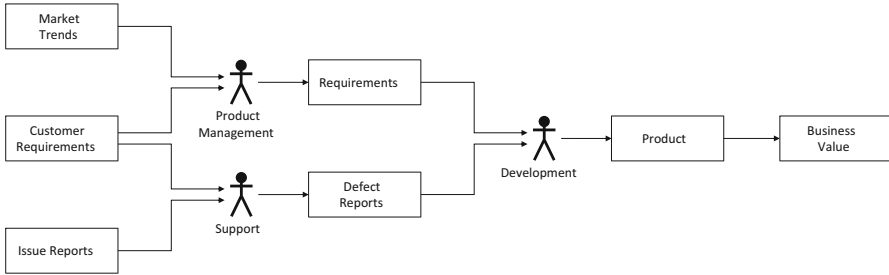 Market
Trends
Customer
Requirements
Issue Reports
Product
Management
Support
Requirements
Defect
Reports
Development
Product
Business
Value